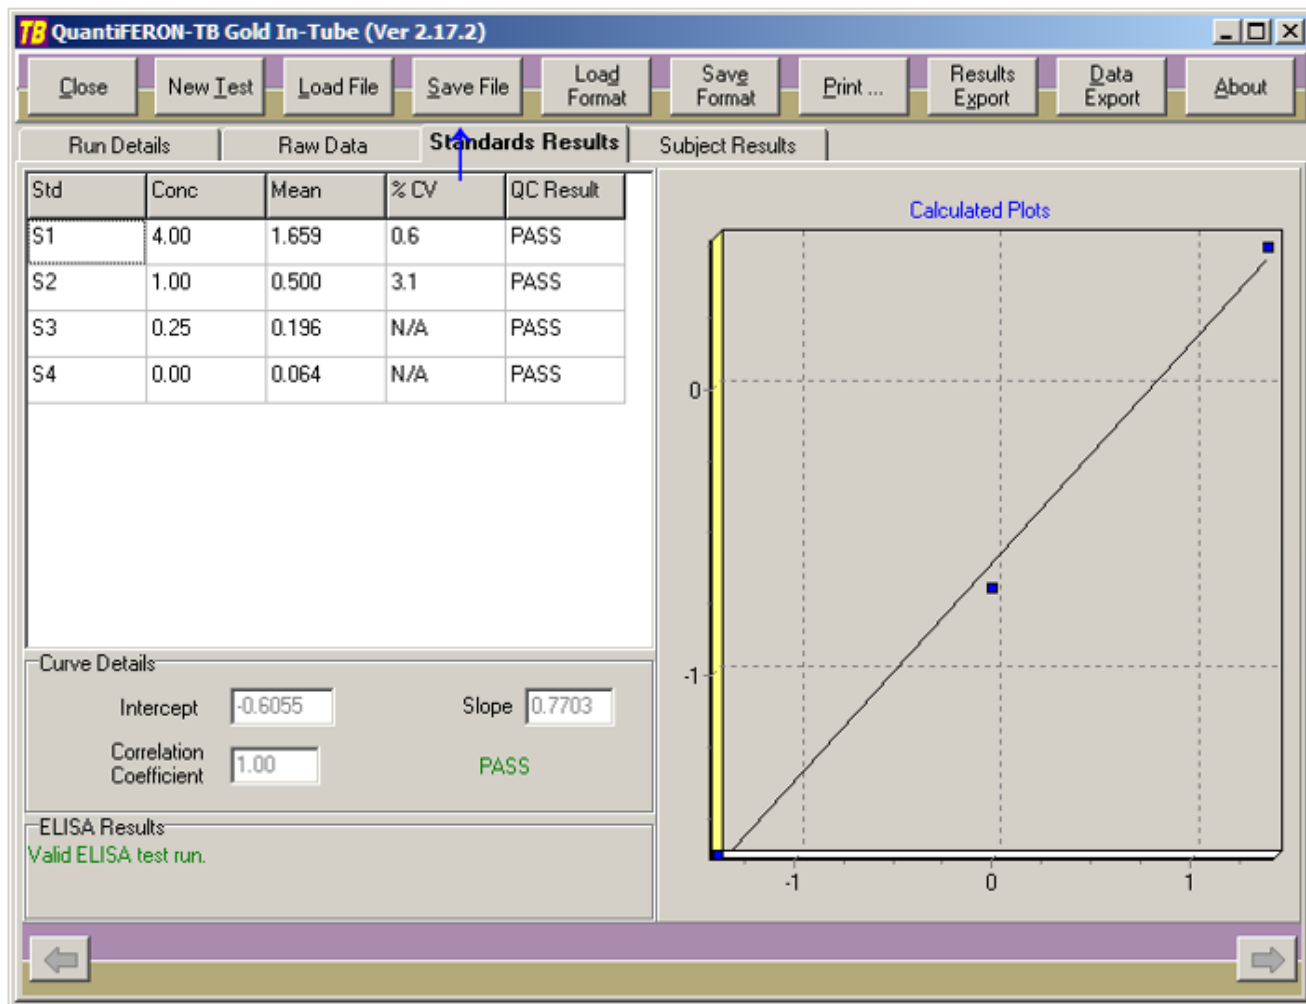 TB QuantiFERON-TB Gold In-Tube (Ver 2.17.2)
Close New Test Load File Save File Load Format Save Format Print ... Results Export Data Export About
Run Details Raw Data Standards Results Subject Results
Std Conc Mean % CV QC Result
S1 4.00 1.659 0.6 PASS
S2 1.00 0.500 3.1 PASS
S3 0.25 0.196 N/A PASS
S4 0.00 0.064 N/A PASS
Calculated Plots
0
-1
-1 0 1
Curve Details
Intercept -0.6055 Slope 0.7703
Correlation Coefficient 1.00 PASS
ELISA Results
Valid ELISA test run.